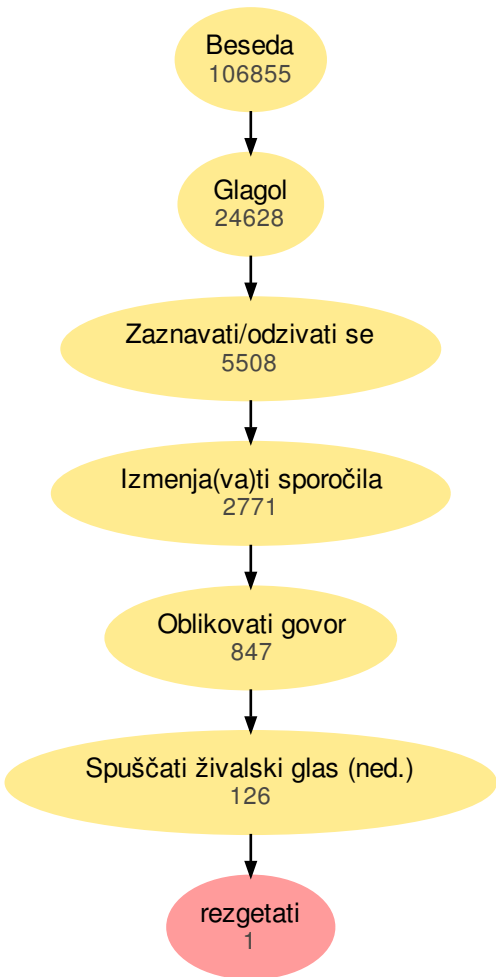 Beseda
106855
Glagol
24628
Zaznavati/odzivati se
5508
Izmenja(va)ti sporočila
2771
Oblikovati govor
847
Spuščati živalski glas (ned.)
126
rezgetati
1